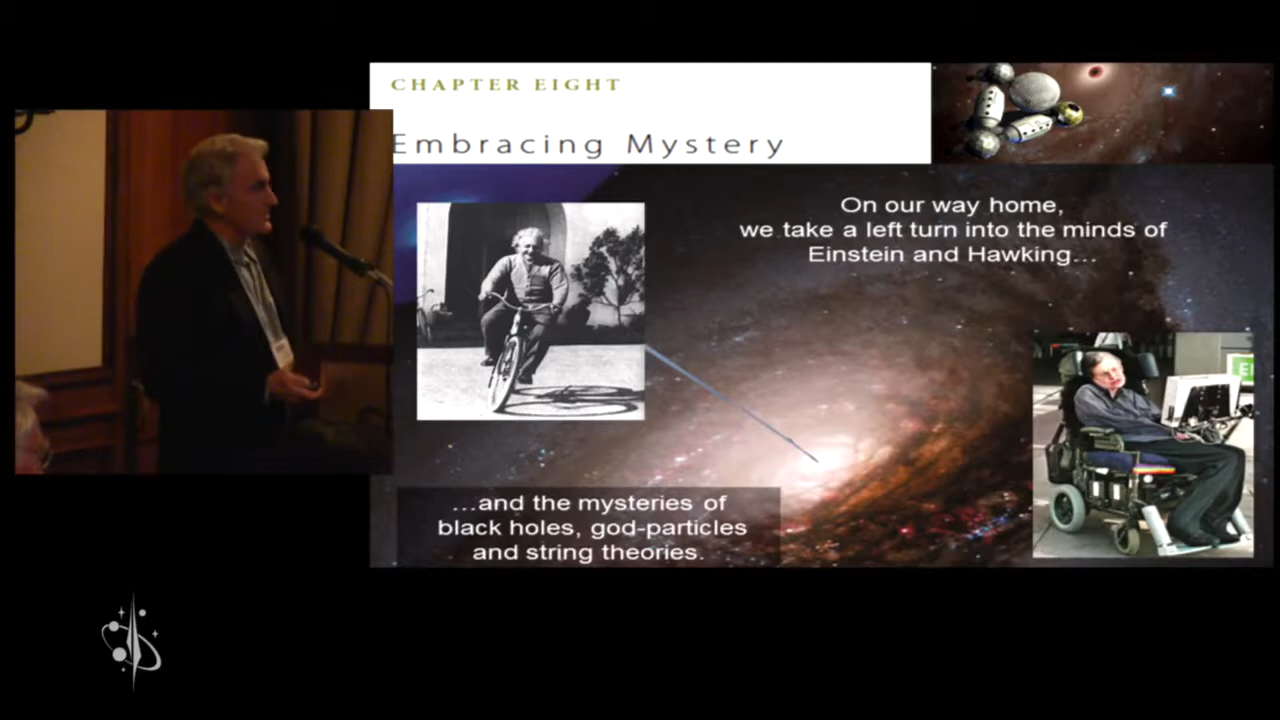 CHAPTER EIGHT
Embracing Mystery
On our way home,
we take a left turn into the minds of
Einstein and Hawking...
...and the mysteries of
black holes, god-particles
and string theories.